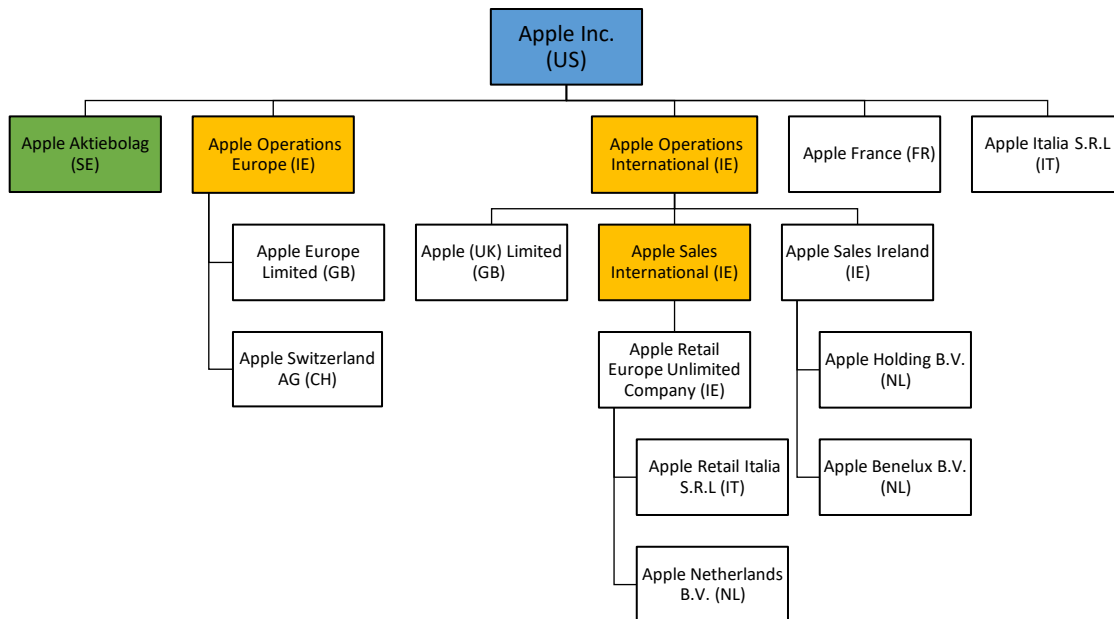 Apple Inc.
(US)
Apple Aktiebolag
(SE)
Apple Operations
Europe (IE)
Apple Operations
International (IE)
Apple France (FR)
Apple Italia S.R.L
(IT)
Apple Europe
Limited (GB)
Apple (UK) Limited
(GB)
Apple Sales
International (IE)
Apple Sales Ireland
(IE)
Apple Switzerland
AG (CH)
Apple Retail
Europe Unlimited
Company (IE)
Apple Holding B.V.
(NL)
Apple Retail Italia
S.R.L (IT)
Apple Benelux B.V.
(NL)
Apple Netherlands
B.V. (NL)